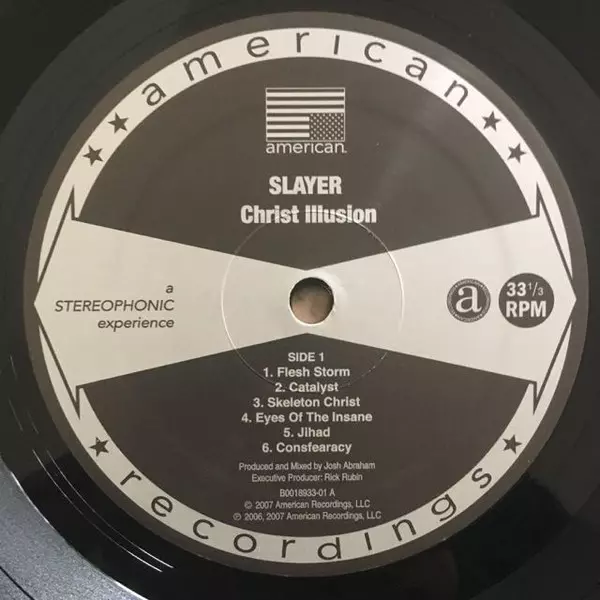 ★★ american ★★
american.
SLAYER
Christ Illusion
a
STEREOPHONIC
experience
a
33 1/3
RPM
SIDE 1
1. Flesh Storm
2. Catalyst
3. Skeleton Christ
4. Eyes Of The Insane
5. Jihad
6. Consfearacy
Produced and Mixed by Josh Abraham
Executive Producer: Rick Rubin
B0018933-01 A
© 2007 American Recordings, LLC
℗ 2006, 2007 American Recordings, LLC
★★ recordings ★★